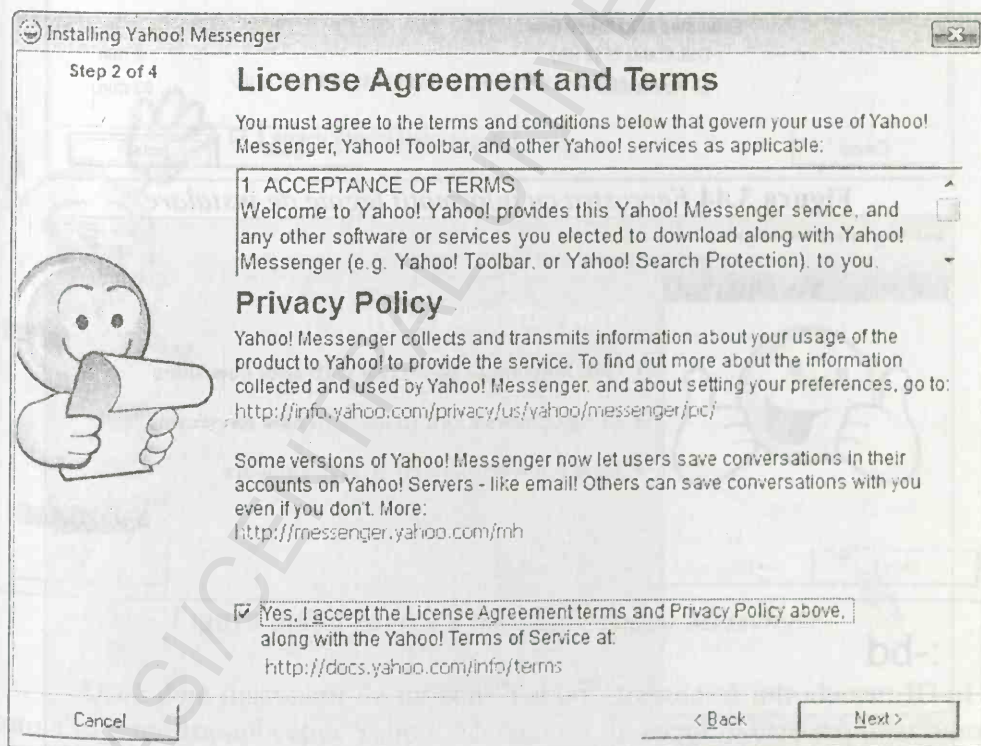 Installing Yahoo! Messenger
Step 2 of 4
License Agreement and Terms
You must agree to the terms and conditions below that govern your use of Yahoo!
Messenger, Yahoo! Toolbar, and other Yahoo! services as applicable:
1. ACCEPTANCE OF TERMS
Welcome to Yahoo! Yahoo! provides this Yahoo! Messenger service, and
any other software or services you elected to download along with Yahoo!
Messenger (e.g. Yahoo! Toolbar, or Yahoo! Search Protection), to you.
Privacy Policy
Yahoo! Messenger collects and transmits information about your usage of the
product to Yahoo! to provide the service. To find out more about the information
collected and used by Yahoo! Messenger, and about setting your preferences, go to:
http://info.yahoo.com/privacy/us/yahoo/messenger/pc/
Some versions of Yahoo! Messenger now let users save conversations in their
accounts on Yahoo! Servers - like email! Others can save conversations with you
even if you don't. More:
http://messenger.yahoo.com/mh
Yes, I accept the License Agreement terms and Privacy Policy above,
along with the Yahoo! Terms of Service at:
http://docs.yahoo.com/info/terms
Cancel
< Back
Next >